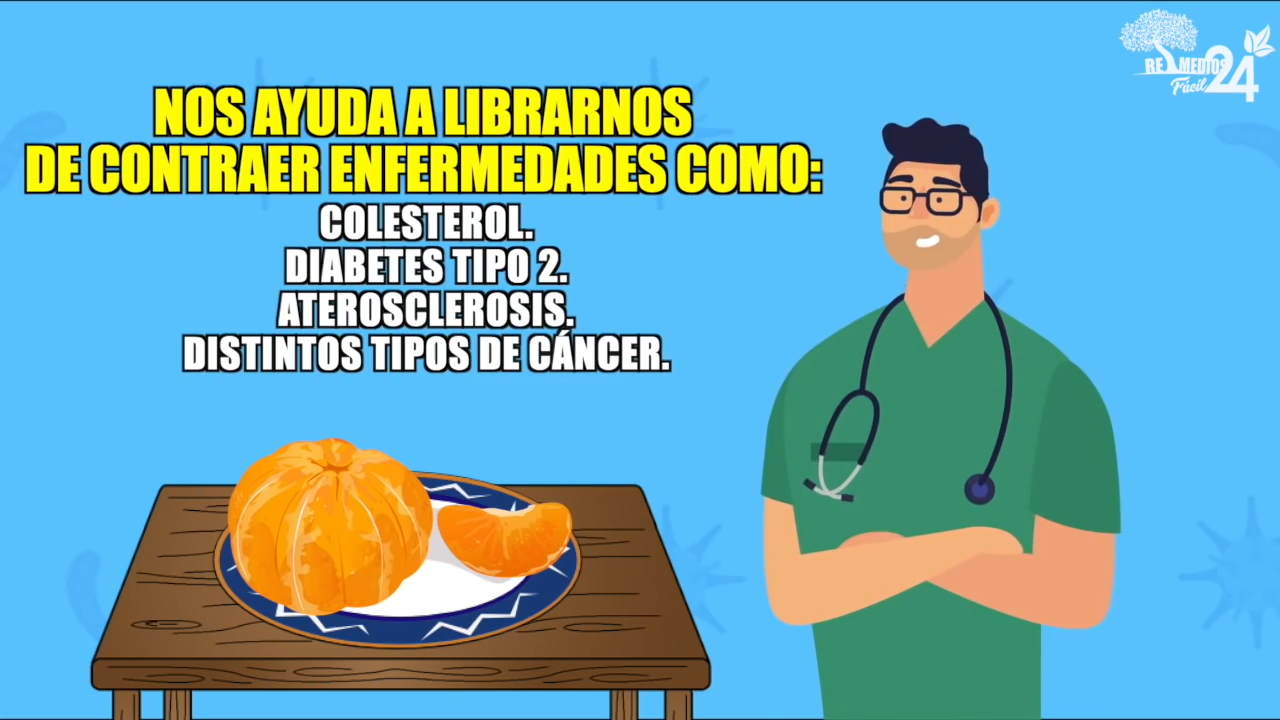 NOS AYUDA A LIBRARNOS
DE CONTRAER ENFERMEDADES COMO:
COLESTEROL.
DIABETES TIPO 2.
ATEROSCLEROSIS.
DISTINTOS TIPOS DE CÁNCER.
REMEDIOS
Fácil 24